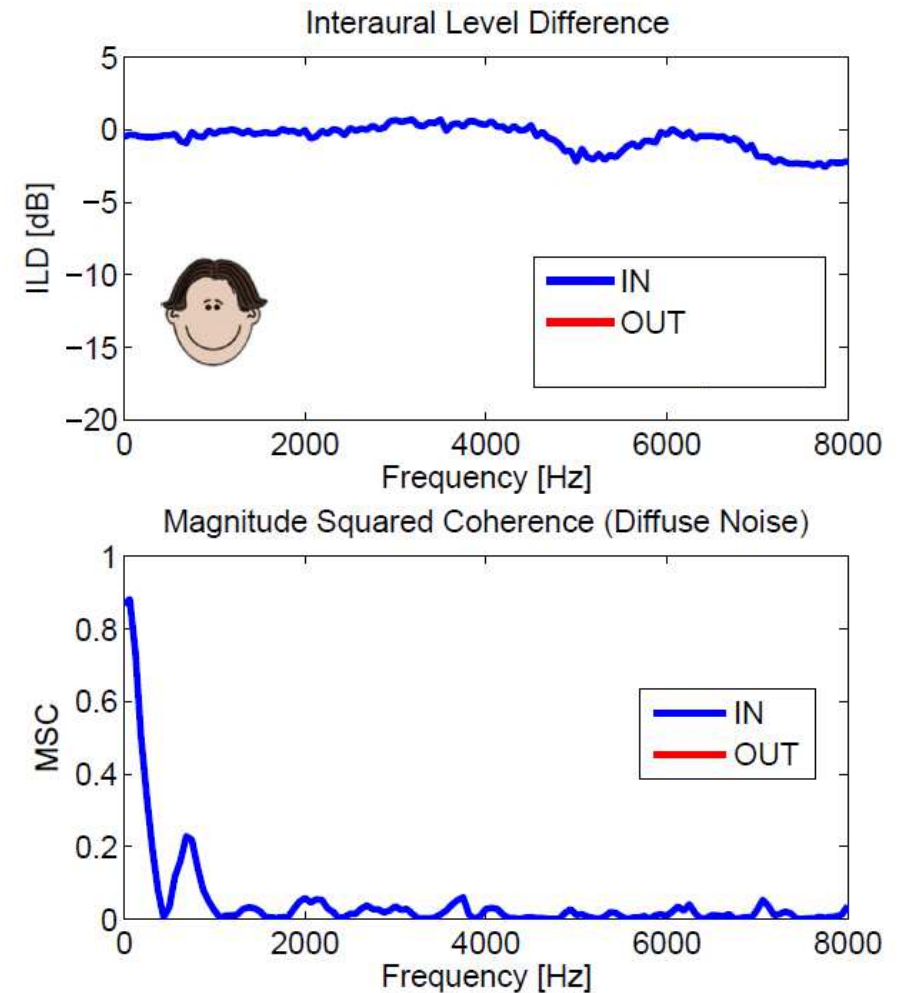 Interaural Level Difference
5
0
−5
−10
−15
−20
ILD [dB]
IN
OUT
0 2000 4000 6000 8000
Frequency [Hz]
Magnitude Squared Coherence (Diffuse Noise)
1
0.8
0.6
0.4
0.2
0
MSC
IN
OUT
0 2000 4000 6000 8000
Frequency [Hz]